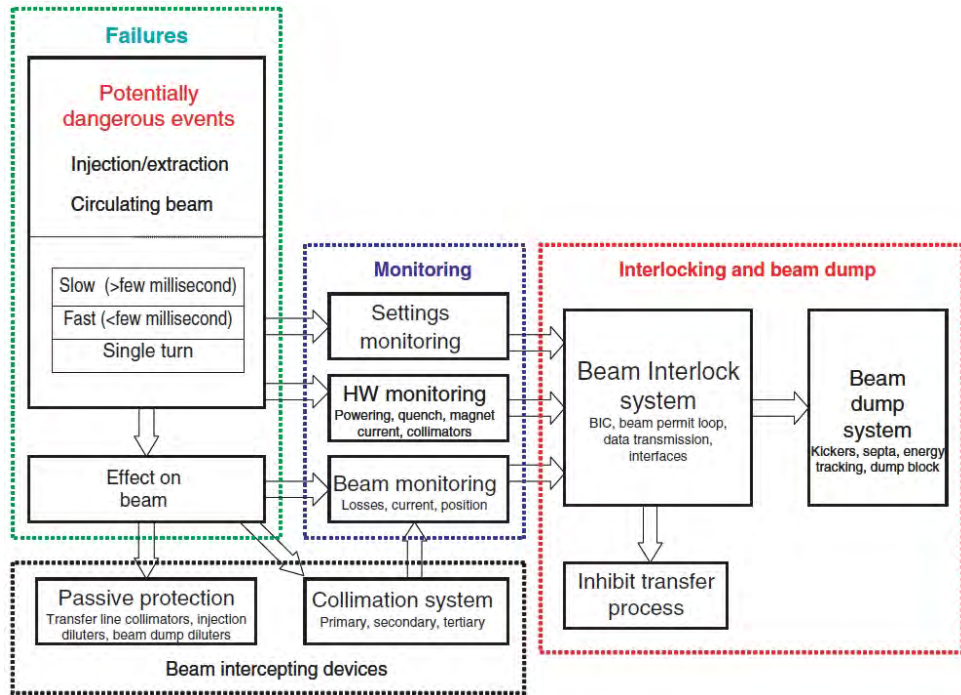 Failures
Potentially
dangerous events
Injection/extraction
Circulating beam
Slow (>few millisecond)
Fast (<few millisecond)
Single turn
Effect on
beam
Monitoring
Settings
monitoring
HW monitoring
Powering, quench, magnet
current, collimators
Beam monitoring
Losses, current, position
Interlocking and beam dump
Beam Interlock
system
BIC, beam permit loop,
data transmission,
interfaces
Beam
dump
system
Kickers, septa, energy
tracking, dump block
Inhibit transfer
process
Passive protection
Transfer line collimators, injection
diluters, beam dump diluters
Collimation system
Primary, secondary, tertiary
Beam intercepting devices